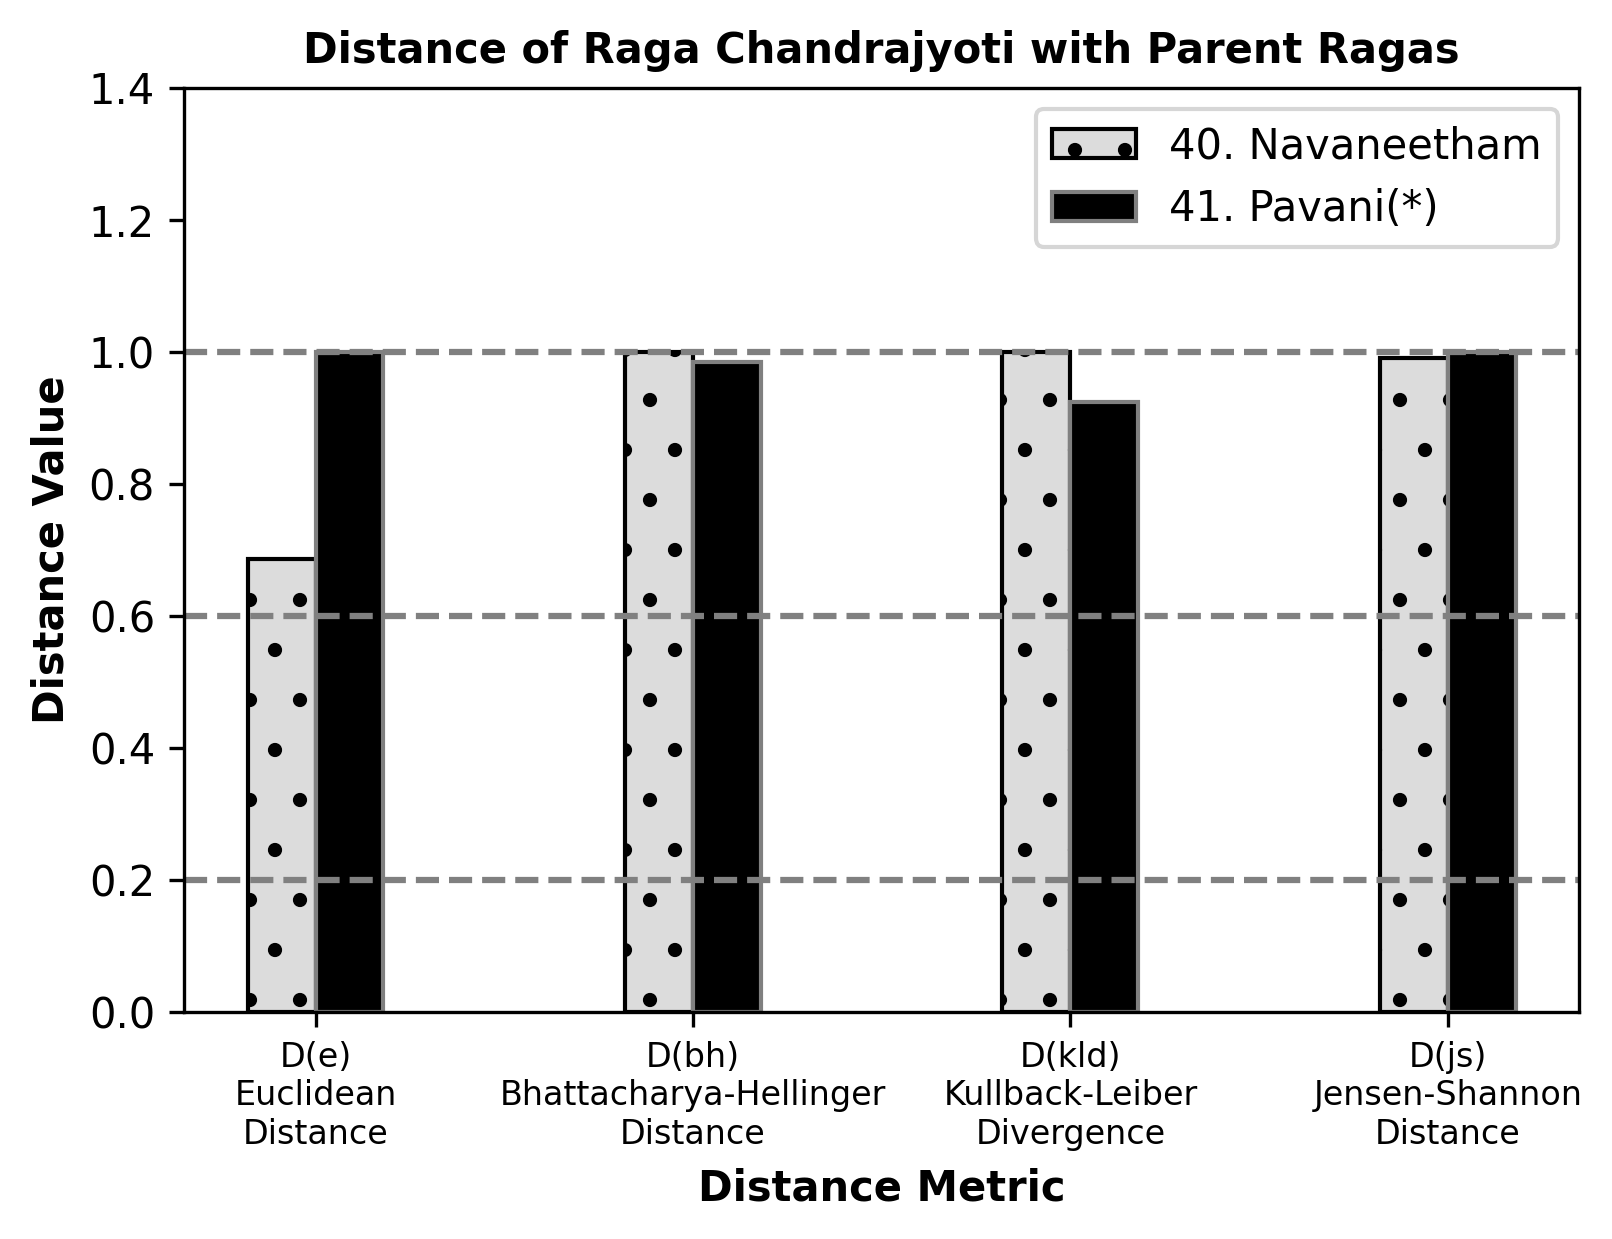 Distance of Raga Chandrajyoti with Parent Ragas
1.4
1.2
1.0
0.8
0.6
0.4
0.2
0.0
Distance Value
40. Navaneetham
41. Pavani(*)
D(e)
Euclidean
Distance
D(bh)
Bhattacharya-Hellinger
Distance
D(kld)
Kullback-Leiber
Divergence
D(js)
Jensen-Shannon
Distance
Distance Metric